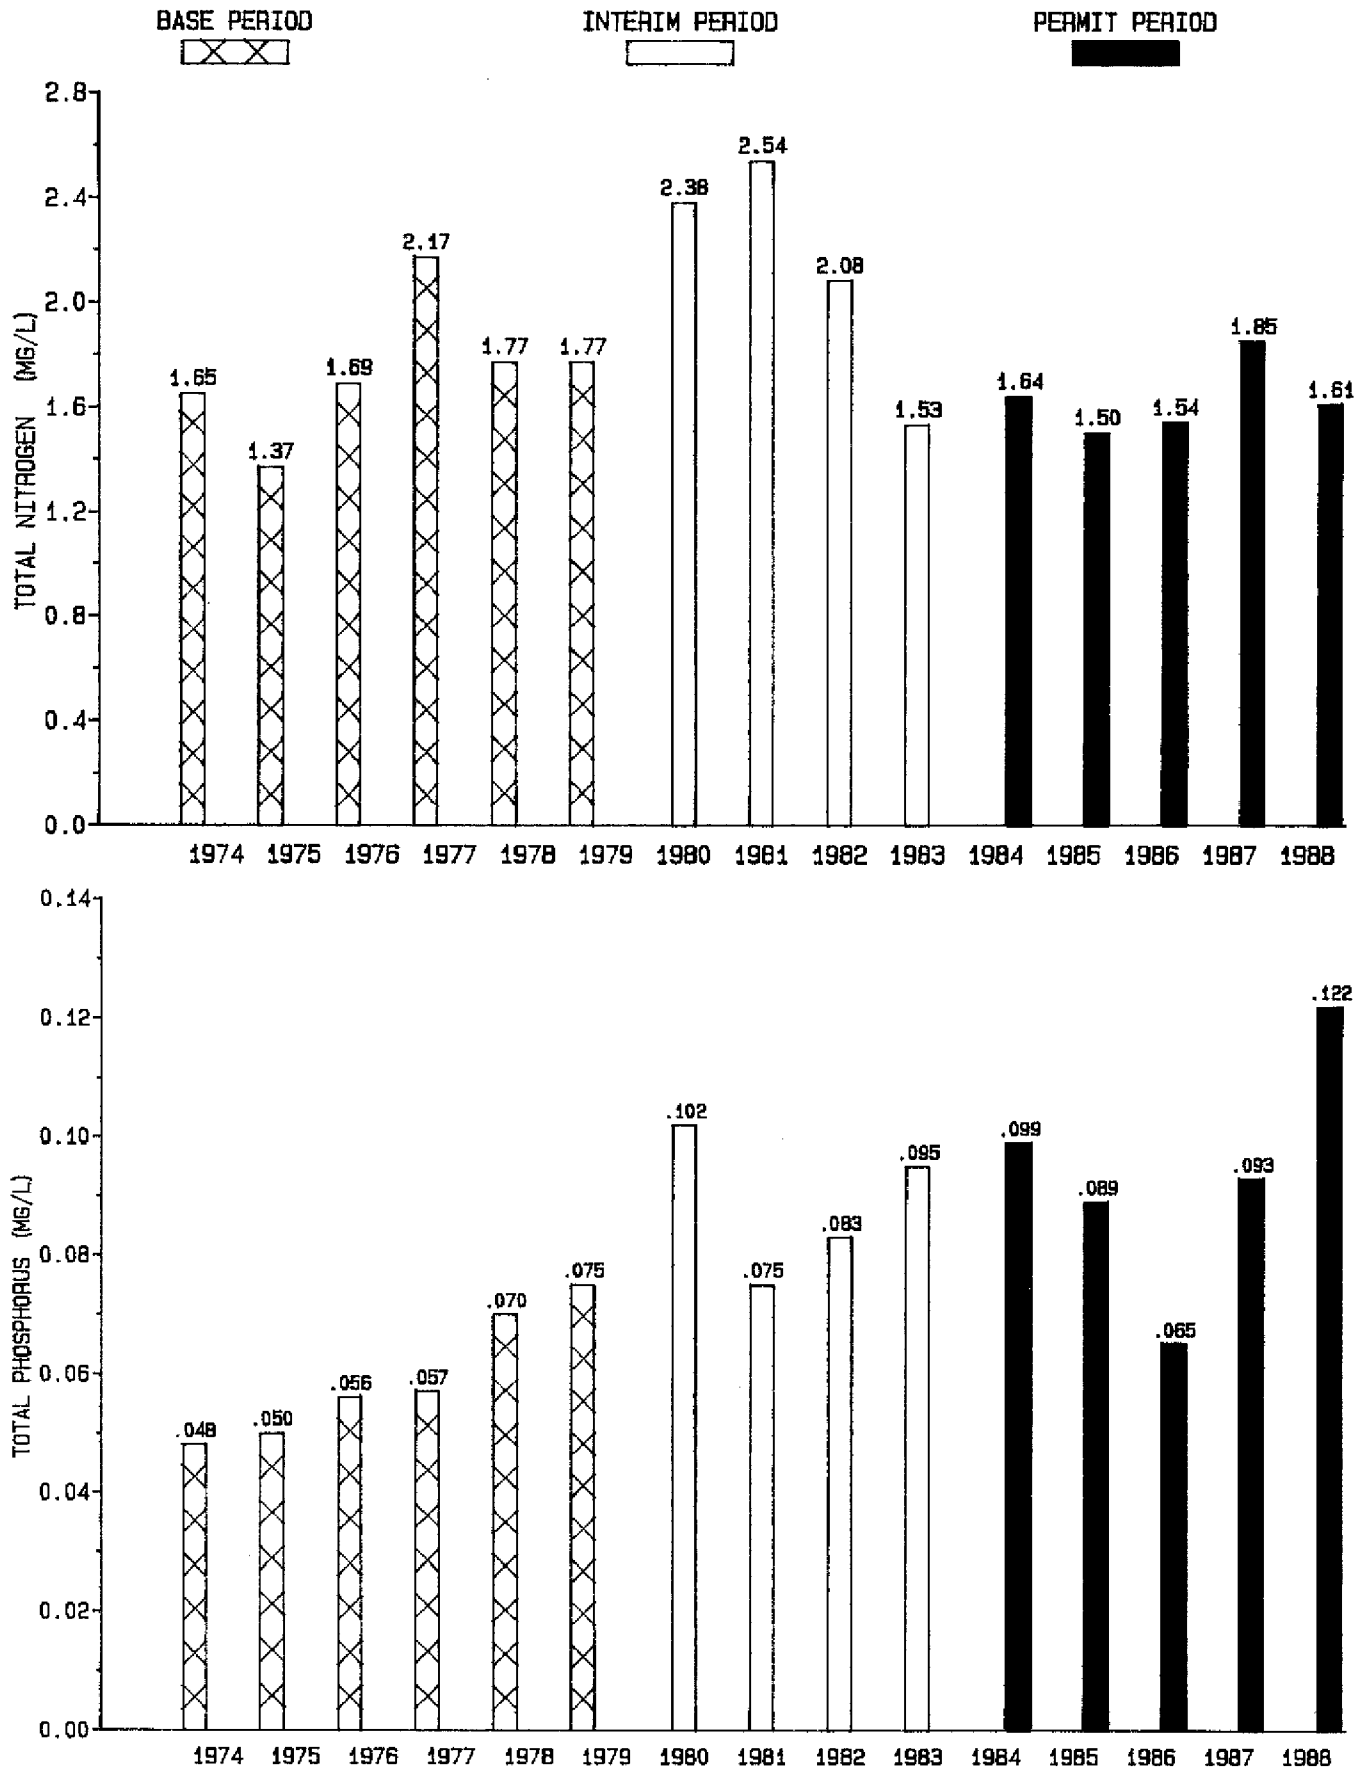 BASE PERIOD INTERIM PERIOD PERMIT PERIOD
TOTAL NITROGEN (MG/L)
2.8
2.4
2.0
1.6
1.2
0.8
0.4
0.0
1.65 1.37 1.69 2.17 1.77 1.77 2.38 2.54 2.08 1.53 1.64 1.50 1.54 1.85 1.61
1974 1975 1976 1977 1978 1979 1980 1981 1982 1983 1984 1985 1986 1987 1988
TOTAL PHOSPHORUS (MG/L)
0.14
0.12
0.10
0.08
0.06
0.04
0.02
0.00
.048 .050 .056 .057 .070 .075 .102 .075 .083 .095 .099 .089 .065 .093 .122
1974 1975 1976 1977 1978 1979 1980 1981 1982 1983 1984 1985 1986 1987 1988